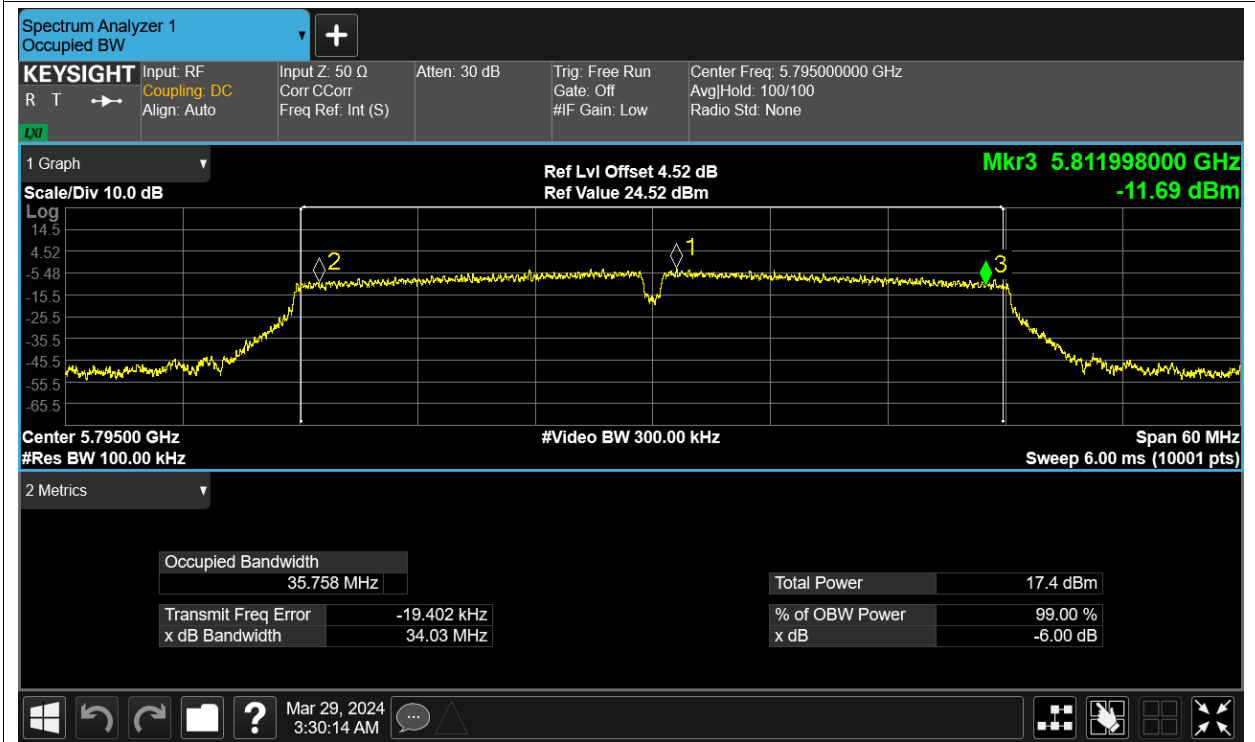 Spectrum Analyzer 1
Occupied BW
KEYSIGHT
R T
LXI
Input: RF
Coupling: DC
Align: Auto
Input Z: 50 Ω
Corr CCorr
Freq Ref: Int (S)
Atten: 30 dB
Trig: Free Run
Gate: Off
#IF Gain: Low
Center Freq: 5.795000000 GHz
Avg|Hold: 100/100
Radio Std: None
1 Graph
Scale/Div 10.0 dB
Ref Lvl Offset 4.52 dB
Ref Value 24.52 dBm
Mkr3 5.811998000 GHz
-11.69 dBm
Log
14.5
4.52
-5.48
-15.5
-25.5
-35.5
-45.5
-55.5
-65.5
2
1
3
Center 5.79500 GHz
#Res BW 100.00 kHz
#Video BW 300.00 kHz
Span 60 MHz
Sweep 6.00 ms (10001 pts)
2 Metrics
Occupied Bandwidth
35.758 MHz
Transmit Freq Error -19.402 kHz
x dB Bandwidth 34.03 MHz
Total Power 17.4 dBm
% of OBW Power 99.00 %
x dB -6.00 dB
?
Mar 29, 2024
3:30:14 AM